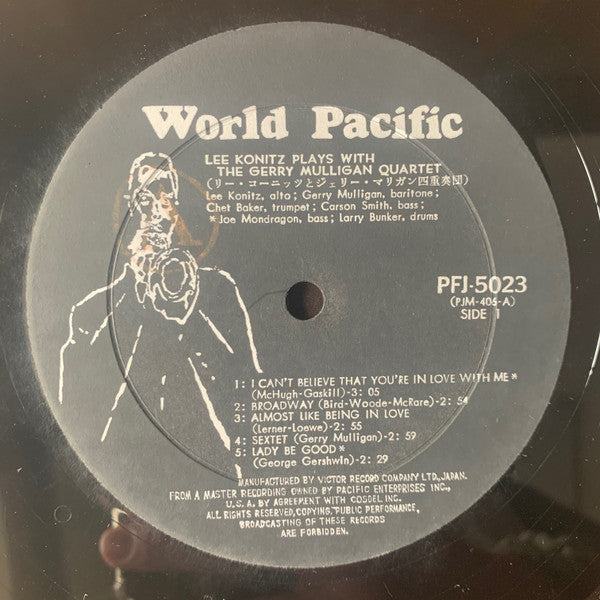 World Pacific
LEE KONITZ PLAYS WITH
THE GERRY MULLIGAN QUARTET
(リー・コーニッツとジェリー・マリガン四重奏団)
Lee Konitz, alto; Gerry Mulligan, baritone;
Chet Baker, trumpet; Carson Smith, bass;
*Joe Mondragon, bass; Larry Bunker, drums
PFJ-5023
(PJM-406-A)
SIDE 1
1: I CAN'T BELIEVE THAT YOU'RE IN LOVE WITH ME*
(McHugh-Gaskill)-3: 05
2: BROADWAY (Bird-Woode-McRare)-2: 54
3: ALMOST LIKE BEING IN LOVE
(Lerner-Loewe)-2: 55
4: SEXTET (Gerry Mulligan)-2: 59
5: LADY BE GOOD*
(George Gershwin)-2: 29
MANUFACTURED BY VICTOR RECORD COMPANY LTD., JAPAN.
FROM A MASTER RECORDING OWNED BY PACIFIC ENTERPRISES INC.,
U.S.A. BY AGREEMENT WITH COSDEL INC.
ALL RIGHTS RESERVED, COPYING, PUBLIC PERFORMANCE,
BROADCASTING OF THESE RECORDS
ARE FORBIDDEN.